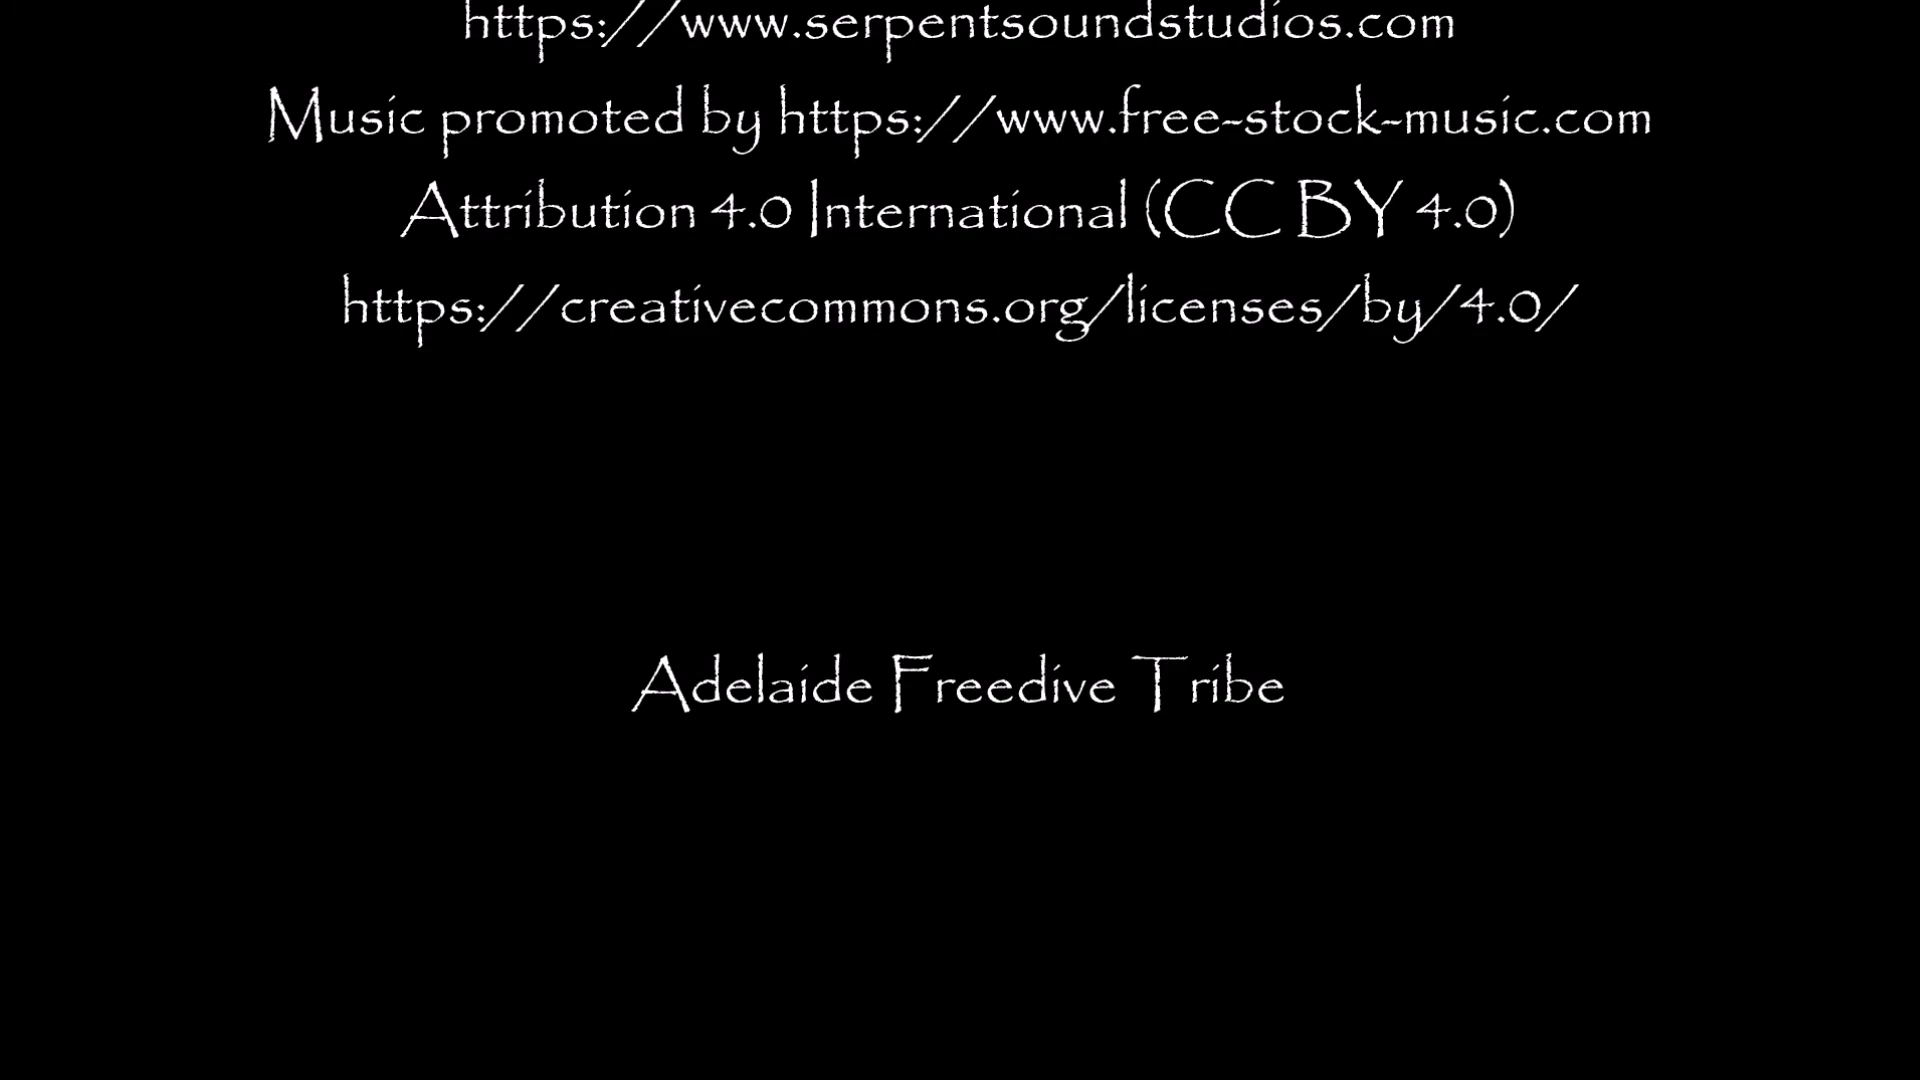 https://www.serpentsoundstudios.com
Music promoted by https://www.free-stock-music.com
Attribution 4.0 International (CC BY 4.0)
https://creativecommons.org/licenses/by/4.0/
Adelaide Freedive Tribe